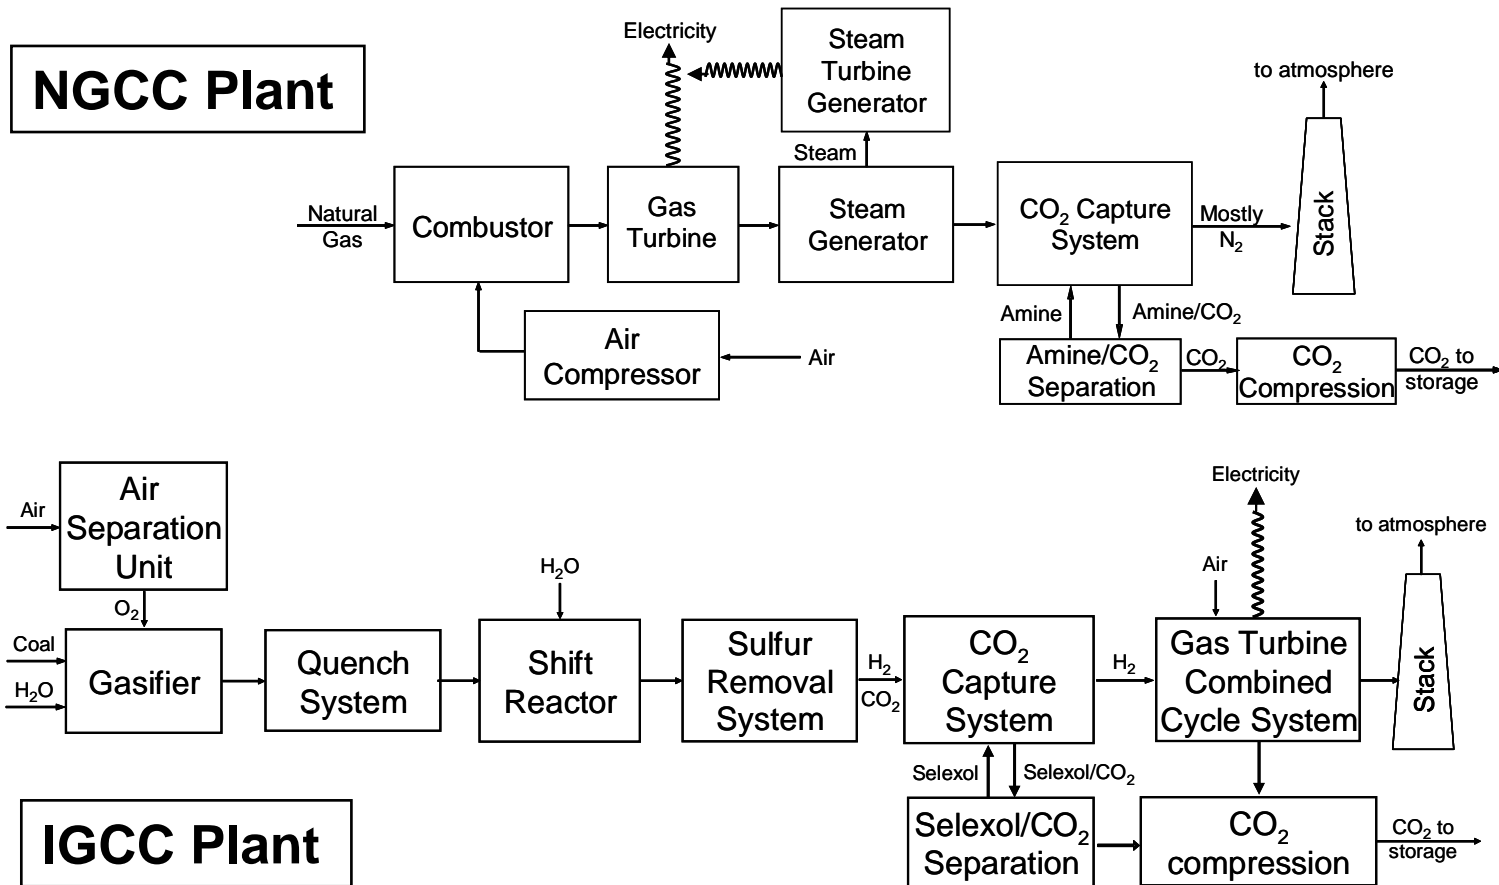 NGCC Plant
Electricity
Steam
Turbine
Generator
to atmosphere
Steam
Natural
Gas
Combustor
Gas
Turbine
Steam
Generator
CO₂ Capture
System
Mostly
N₂
Stack
Amine
Amine/CO₂
Air
Compressor
Air
Amine/CO₂
Separation
CO₂
CO₂
Compression
CO₂ to
storage
Air
Air
Separation
Unit
O₂
Coal
H₂O
Gasifier
Quench
System
H₂O
Shift
Reactor
Sulfur
Removal
System
H₂
CO₂
CO₂
Capture
System
H₂
Electricity
Air
Gas Turbine
Combined
Cycle System
to atmosphere
Stack
Selexol
Selexol/CO₂
Selexol/CO₂
Separation
CO₂
compression
CO₂ to
storage
IGCC Plant